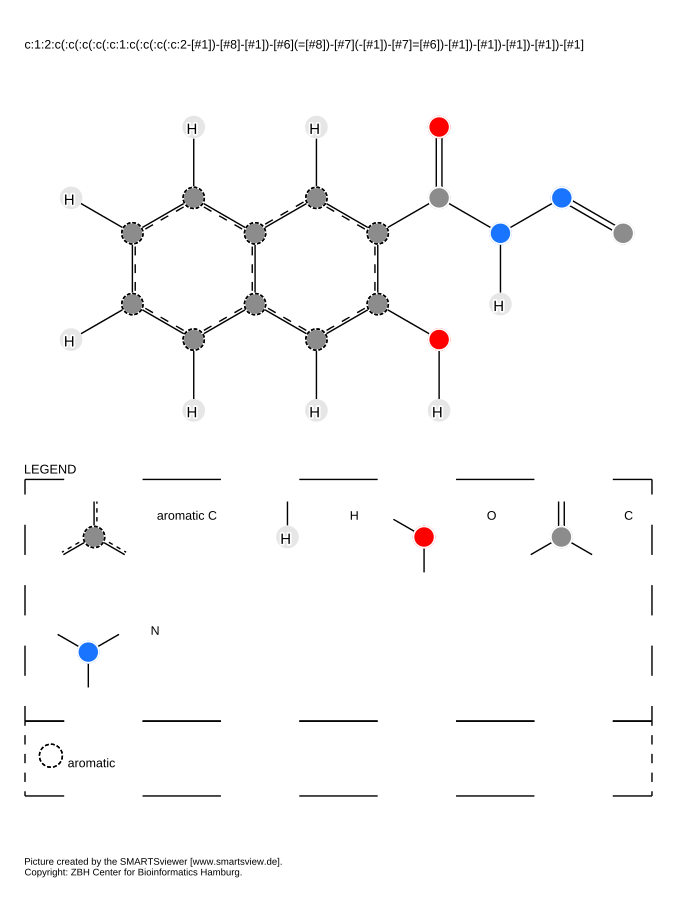 c:1:2:c(:c(:c(:c(:c:1:c(:c(:c(:c:2-[#1])-[#8]-[#1])-[#6](=[#8])-[#7](-[#1])-[#7]=[#6])-[#1])-[#1])-[#1])-[#1])-[#1]
H H
H
H
H
H H H
LEGEND
aromatic C H H O C
N
aromatic
Picture created by the SMARTSviewer [www.smartsview.de].
Copyright: ZBH Center for Bioinformatics Hamburg.